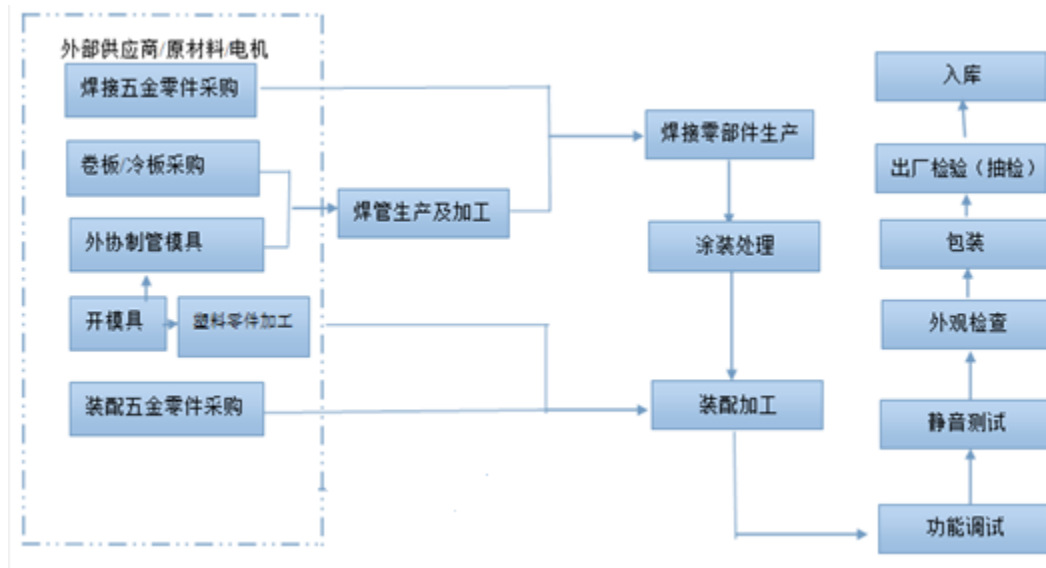 外部供应商/原材料/电机
焊接五金零件采购
卷板/冷板采购
外协制管模具
开模具
塑料零件加工
装配五金零件采购
焊管生产及加工
焊接零部件生产
涂装处理
装配加工
入库
出厂检验（抽检）
包装
外观检查
静音测试
功能调试